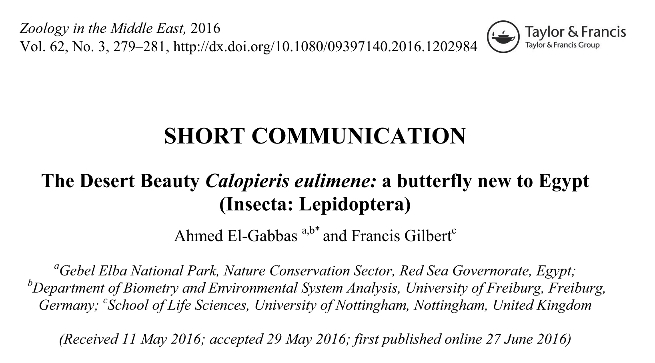 Zoology in the Middle East, 2016
Vol. 62, No. 3, 279–281, http://dx.doi.org/10.1080/09397140.2016.1202984
Taylor & Francis
Taylor & Francis Group
SHORT COMMUNICATION
The Desert Beauty Calopieris eulimene: a butterfly new to Egypt
(Insecta: Lepidoptera)
Ahmed El-Gabbas a,b* and Francis Gilbertc
aGebel Elba National Park, Nature Conservation Sector, Red Sea Governorate, Egypt;
bDepartment of Biometry and Environmental System Analysis, University of Freiburg, Freiburg,
Germany; cSchool of Life Sciences, University of Nottingham, Nottingham, United Kingdom
(Received 11 May 2016; accepted 29 May 2016; first published online 27 June 2016)